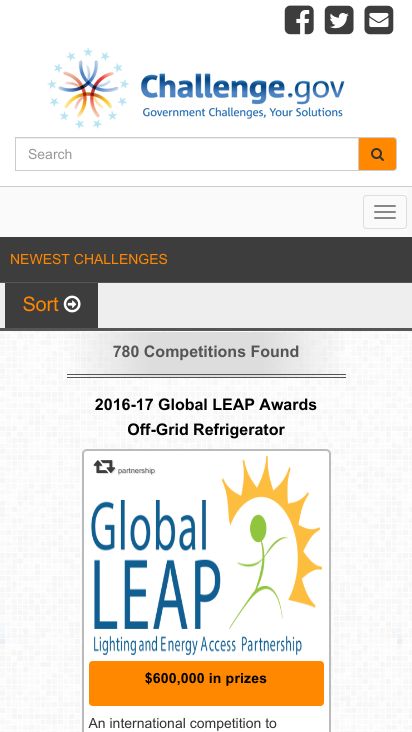 Challenge.gov
Government Challenges, Your Solutions
Search
NEWEST CHALLENGES
Sort
780 Competitions Found
2016-17 Global LEAP Awards
Off-Grid Refrigerator
partnership
Global
LEAP
Lighting and Energy Access Partnership
$600,000 in prizes
An international competition to